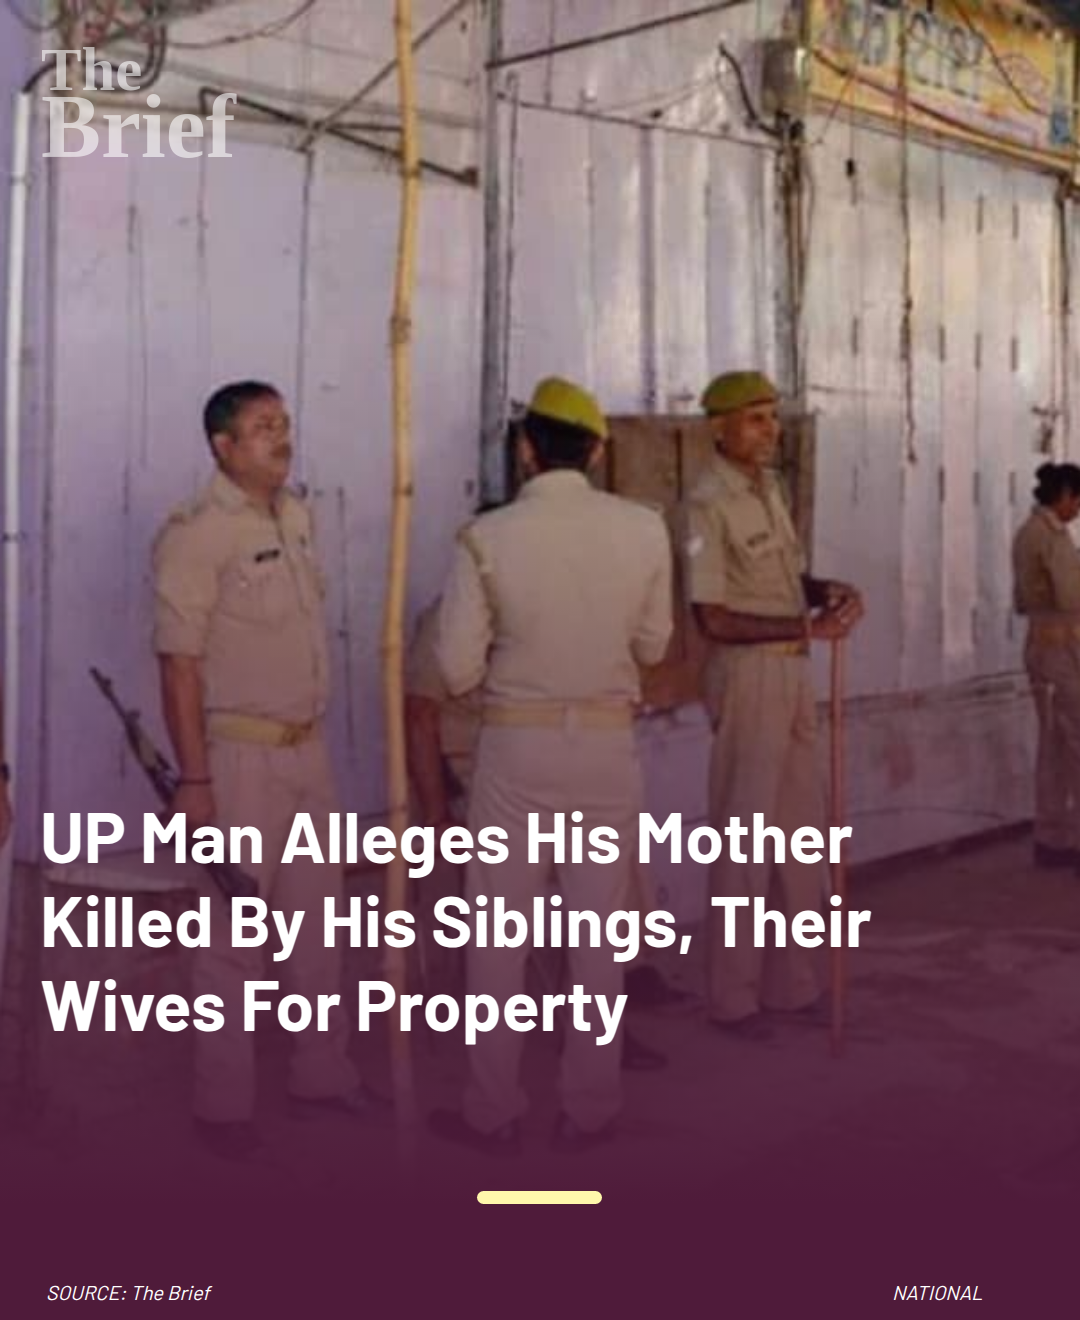 The
Brief
UP Man Alleges His Mother
Killed By His Siblings, Their
Wives For Property
SOURCE: The Brief
NATIONAL